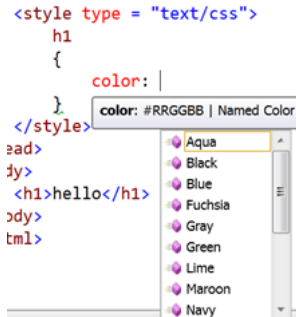 <style type = "text/css">
h1
{
color:
}
color: #RRGGBB | Named Color
</style>
Aqua
ead>
Black
dy>
Blue
<h1>hello</h1>
Fuchsia
ody>
Gray
tml>
Green
Lime
Maroon
Navy